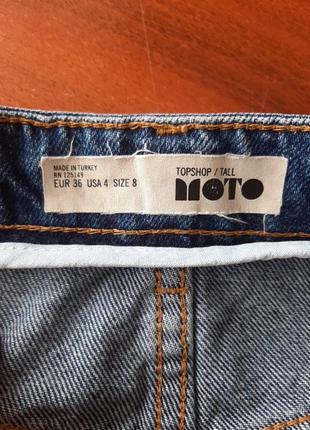 MADE IN TURKEY
RN 125149
EUR 36 USA 4 SIZE 8
TOPSHOP / TALL
MOTO